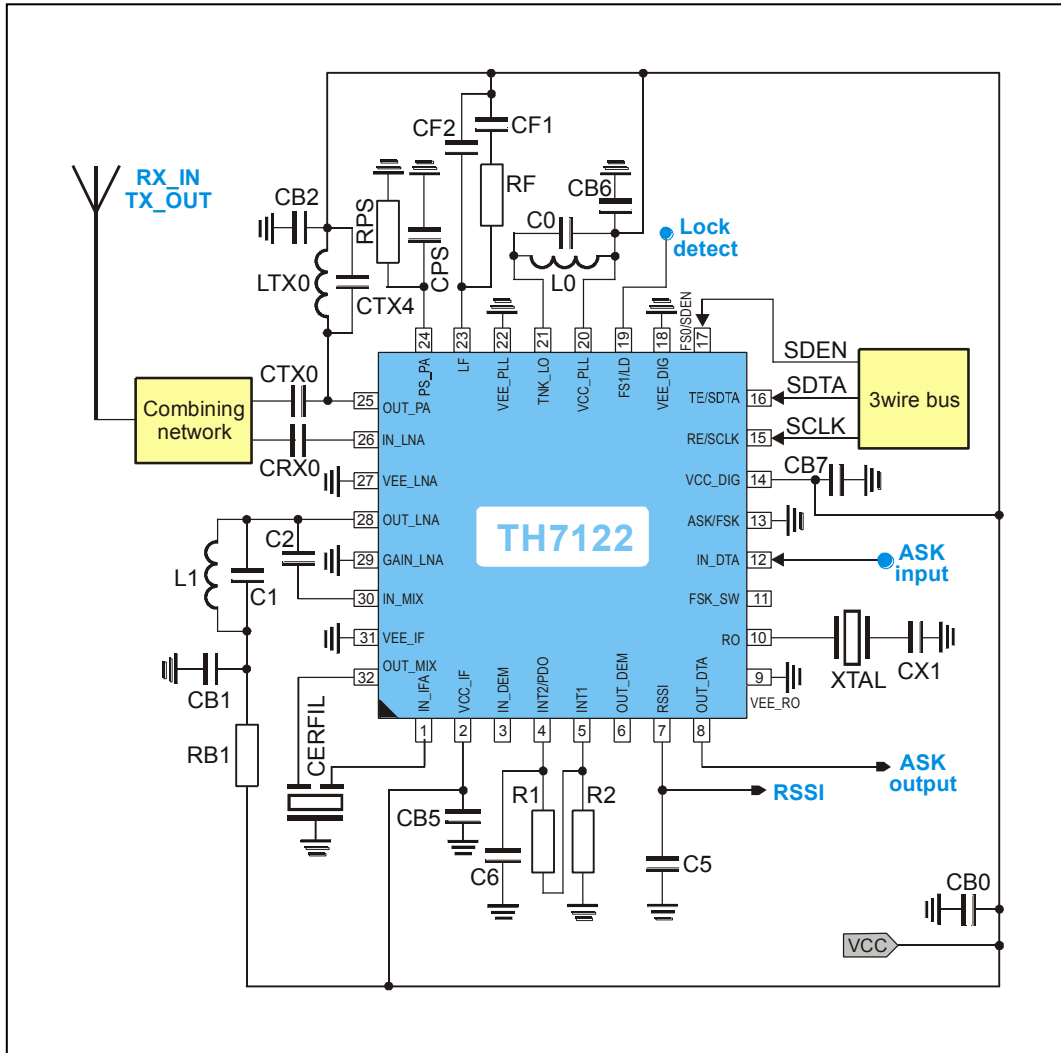 CF2
CF1
RX_IN
TX_OUT
CB2
RPS
CPS
RF
CB6
C0
Lock
detect
LTX0
CTX4
L0
24
23
22
21
20
19
18
17
FS0/SDEN
PS_PA
LF
VEE_PLL
TNK_LO
VCC_PLL
FS1/LD
VEE_DIG
SDEN
SDTA
SCLK
3wire bus
CTX0
Combining
network
CRX0
25
OUT_PA
26
IN_LNA
27
VEE_LNA
28
OUT_LNA
29
GAIN_LNA
30
IN_MIX
31
VEE_IF
OUT_MIX
32
TE/SDTA
16
RE/SCLK
15
CB7
VCC_DIG
14
ASK/FSK
13
IN_DTA
12
ASK
input
FSK_SW
11
RO
10
9
VEE_RO
XTAL
CX1
TH7122
C2
L1
C1
CB1
RB1
CERFIL
IN_IFA
VCC_IF
IN_DEM
INT2/PDO
INT1
OUT_DEM
RSSI
OUT_DTA
1
2
3
4
5
6
7
8
ASK
output
RSSI
R1
R2
CB5
C6
C5
CB0
VCC